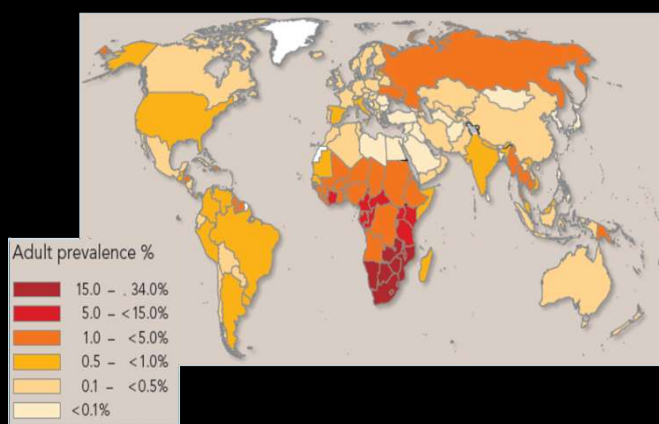 Adult prevalence %
15.0 – . 34.0%
5.0 – <15.0%
1.0 – <5.0%
0.5 – <1.0%
0.1 – <0.5%
<0.1%